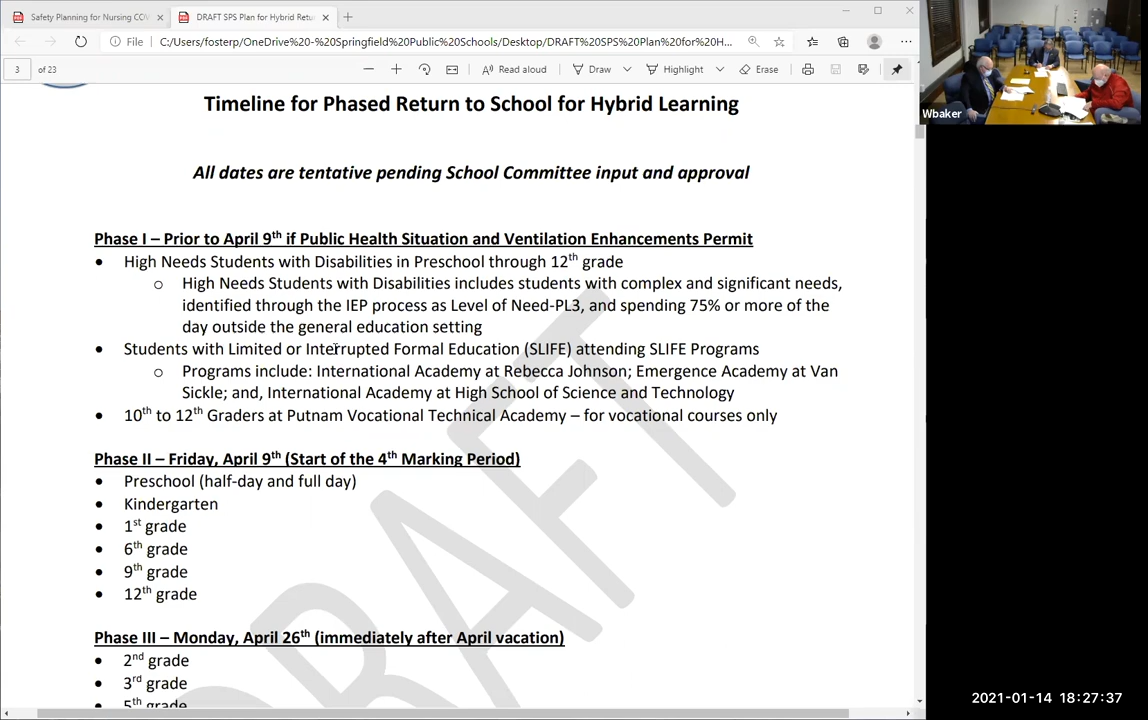 Safety Planning for Nursing CCW
DRAFT SPS Plan for Hybrid Retu
File
C:/Users/fosterp/OneDrive%20-%20Springfield%20Public%20Schools/Desktop/DRAFT%20SPS%20Plan%20for%20H...
3 of 23
Read aloud
Draw
Highlight
Erase
Wbaker
Timeline for Phased Return to School for Hybrid Learning
All dates are tentative pending School Committee input and approval
Phase I – Prior to April 9th if Public Health Situation and Ventilation Enhancements Permit
• High Needs Students with Disabilities in Preschool through 12th grade
o High Needs Students with Disabilities includes students with complex and significant needs,
identified through the IEP process as Level of Need-PL3, and spending 75% or more of the
day outside the general education setting
• Students with Limited or Interrupted Formal Education (SLIFE) attending SLIFE Programs
o Programs include: International Academy at Rebecca Johnson; Emergence Academy at Van
Sickle; and, International Academy at High School of Science and Technology
• 10th to 12th Graders at Putnam Vocational Technical Academy – for vocational courses only
Phase II – Friday, April 9th (Start of the 4th Marking Period)
• Preschool (half-day and full day)
• Kindergarten
• 1st grade
• 6th grade
• 9th grade
• 12th grade
Phase III – Monday, April 26th (immediately after April vacation)
• 2nd grade
• 3rd grade
• 5th grade
DRAFT
2021-01-14 18:27:37